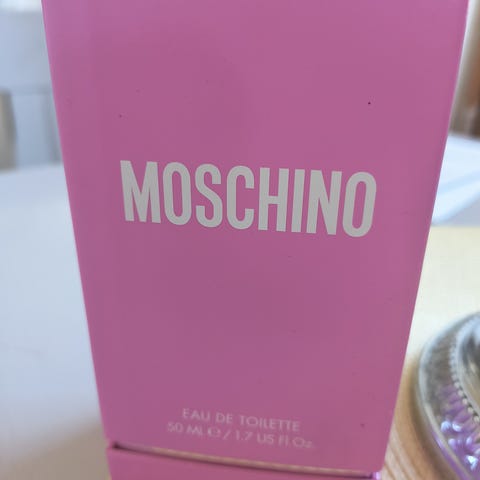 MOSCHINO
EAU DE TOILETTE
50 ML ℮ / 1.7 US Fl.Oz.